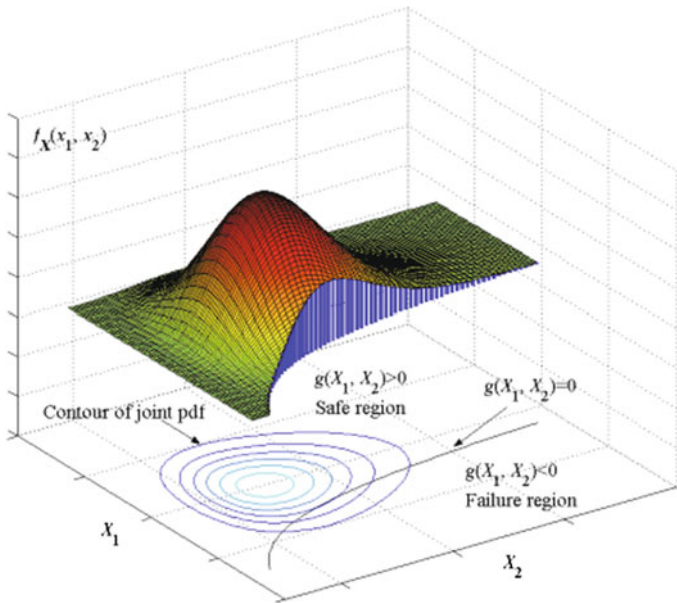 f_X(x_1, x_2)
g(X_1, X_2)>0
Safe region
g(X_1, X_2)=0
Contour of joint pdf
g(X_1, X_2)<0
Failure region
X_1
X_2